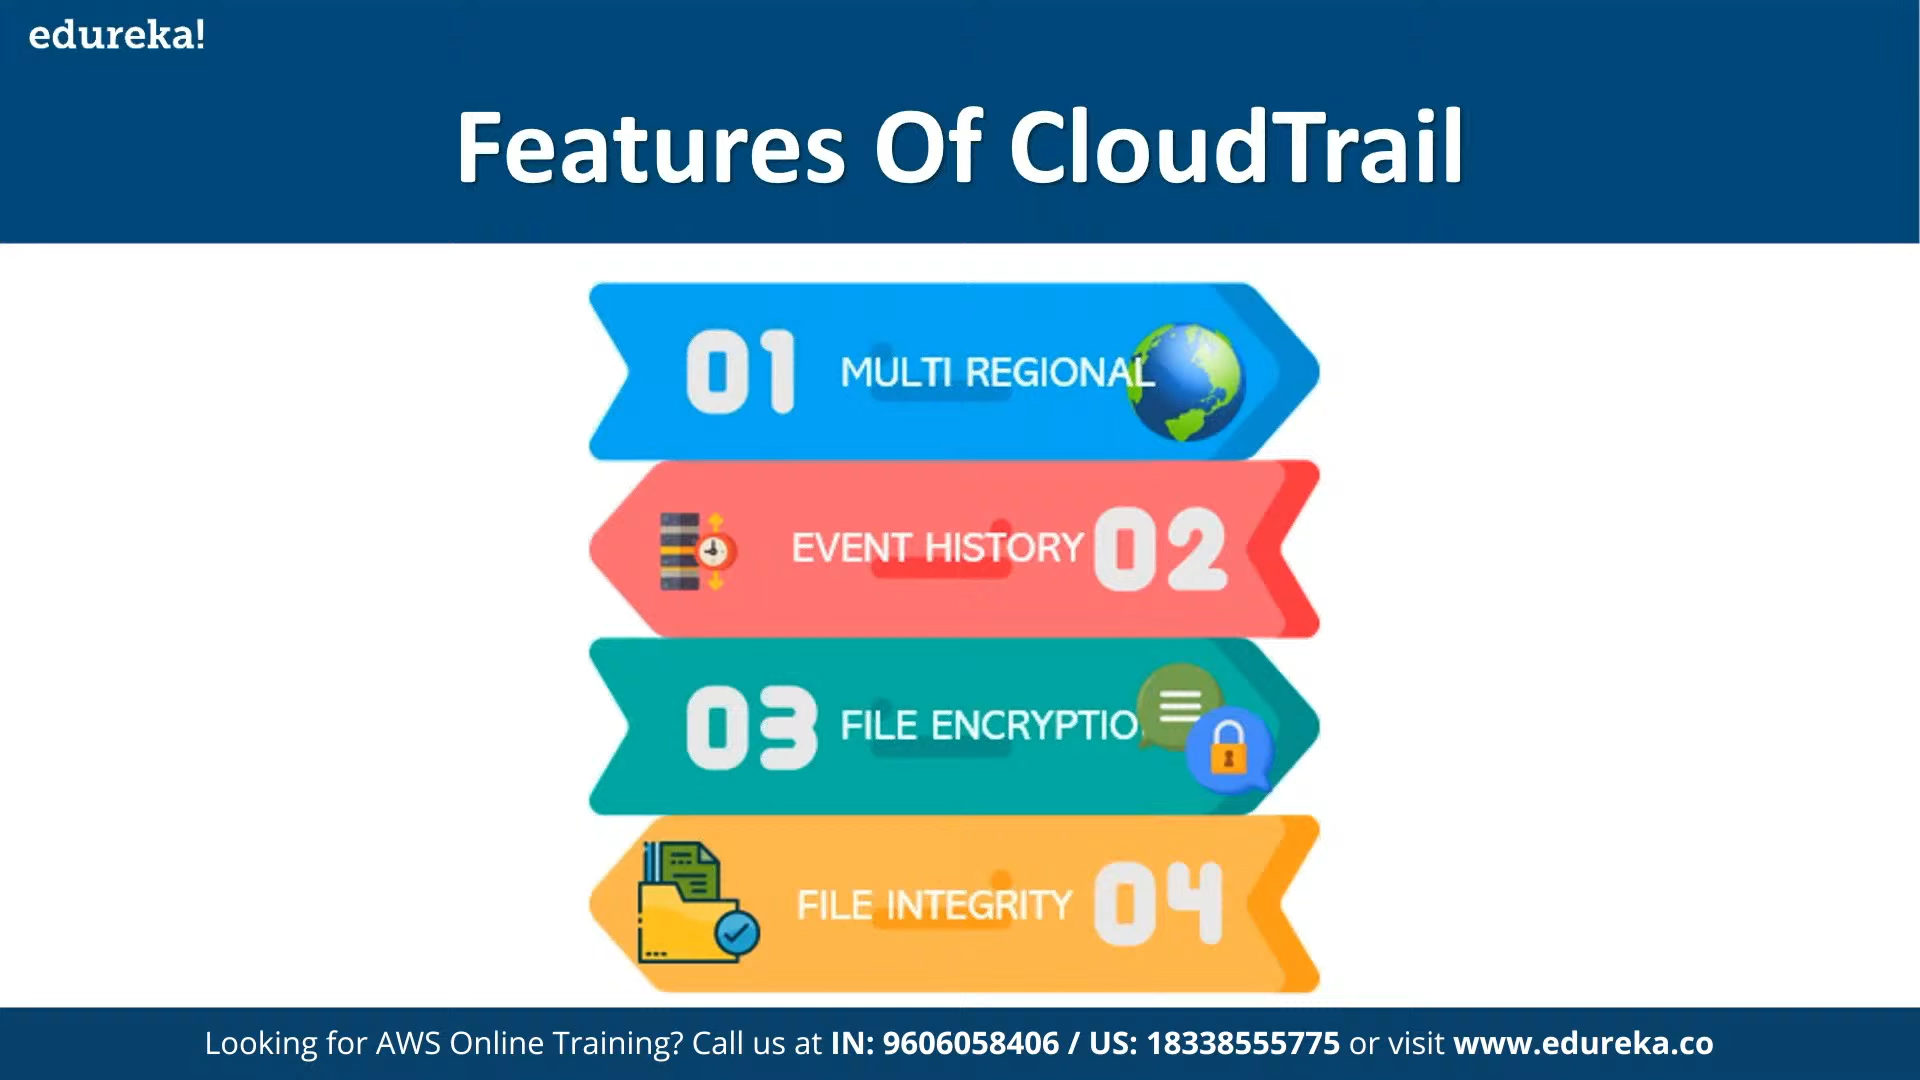 edureka!
Features Of CloudTrail
01 MULTI REGIONAL
EVENT HISTORY 02
03 FILE ENCRYPTIO
FILE INTEGRITY 04
Looking for AWS Online Training? Call us at IN: 9606058406 / US: 18338555775 or visit www.edureka.co